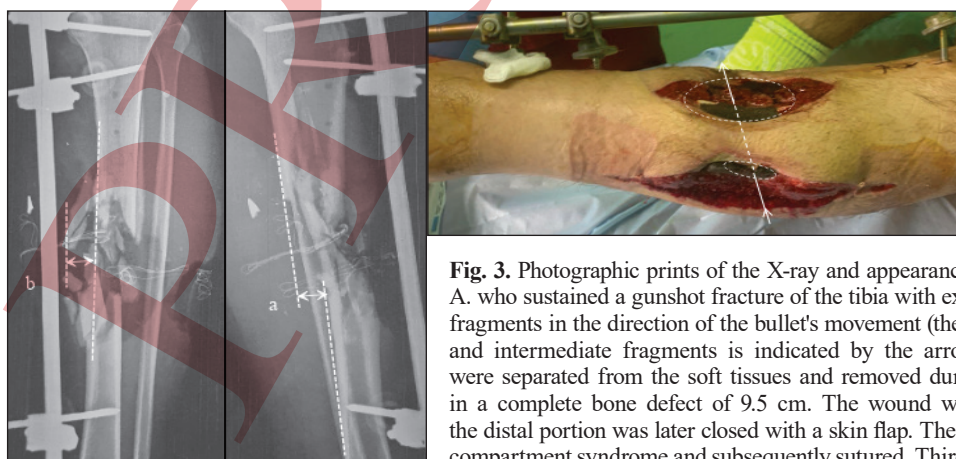 b
a
Fig. 3. Photographic prints of the X-ray and appearanc
A. who sustained a gunshot fracture of the tibia with ex
fragments in the direction of the bullet's movement (the
and intermediate fragments is indicated by the arro
were separated from the soft tissues and removed dur
in a complete bone defect of 9.5 cm. The wound w
the distal portion was later closed with a skin flap. The
compartment syndrome and subsequently sutured. Thin